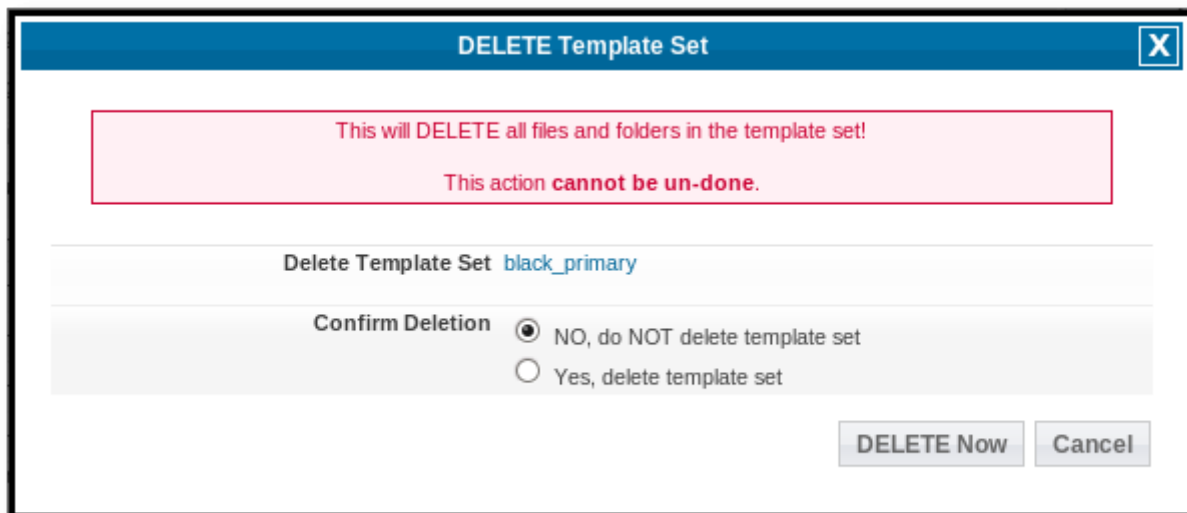 DELETE Template Set
X
This will DELETE all files and folders in the template set!
This action cannot be un-done.
Delete Template Set black_primary
Confirm Deletion
NO, do NOT delete template set
Yes, delete template set
DELETE Now Cancel